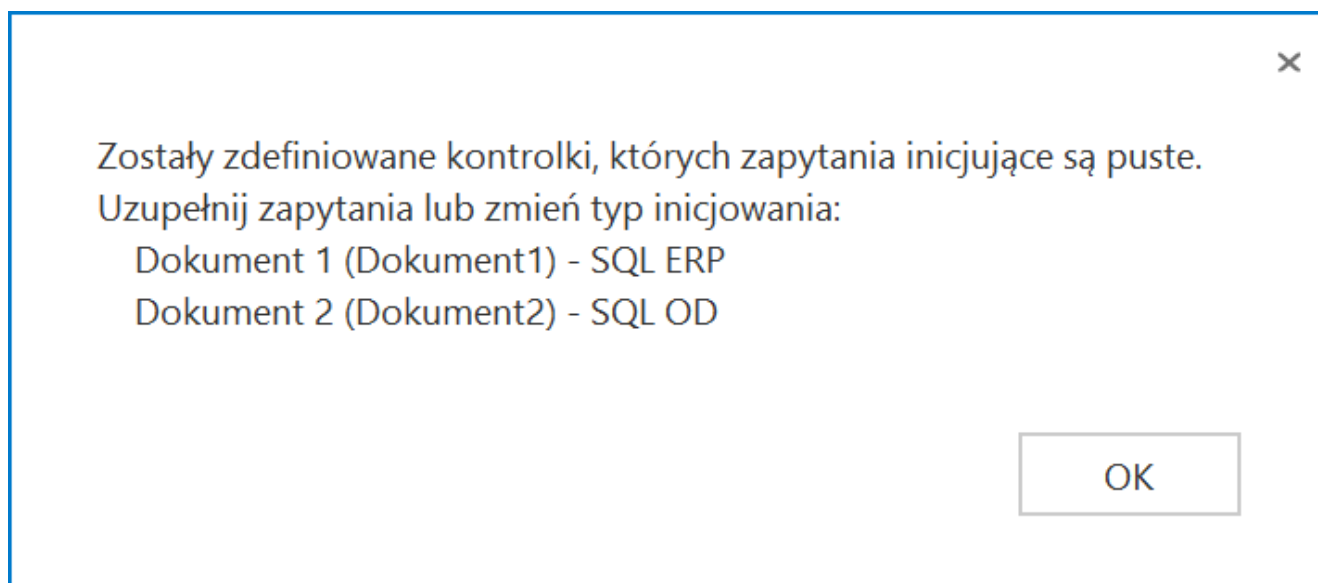 Zostały zdefiniowane kontrolki, których zapytania inicjujące są puste.
Uzupełnij zapytania lub zmień typ inicjowania:
Dokument 1 (Dokument1) - SQL ERP
Dokument 2 (Dokument2) - SQL OD
OK